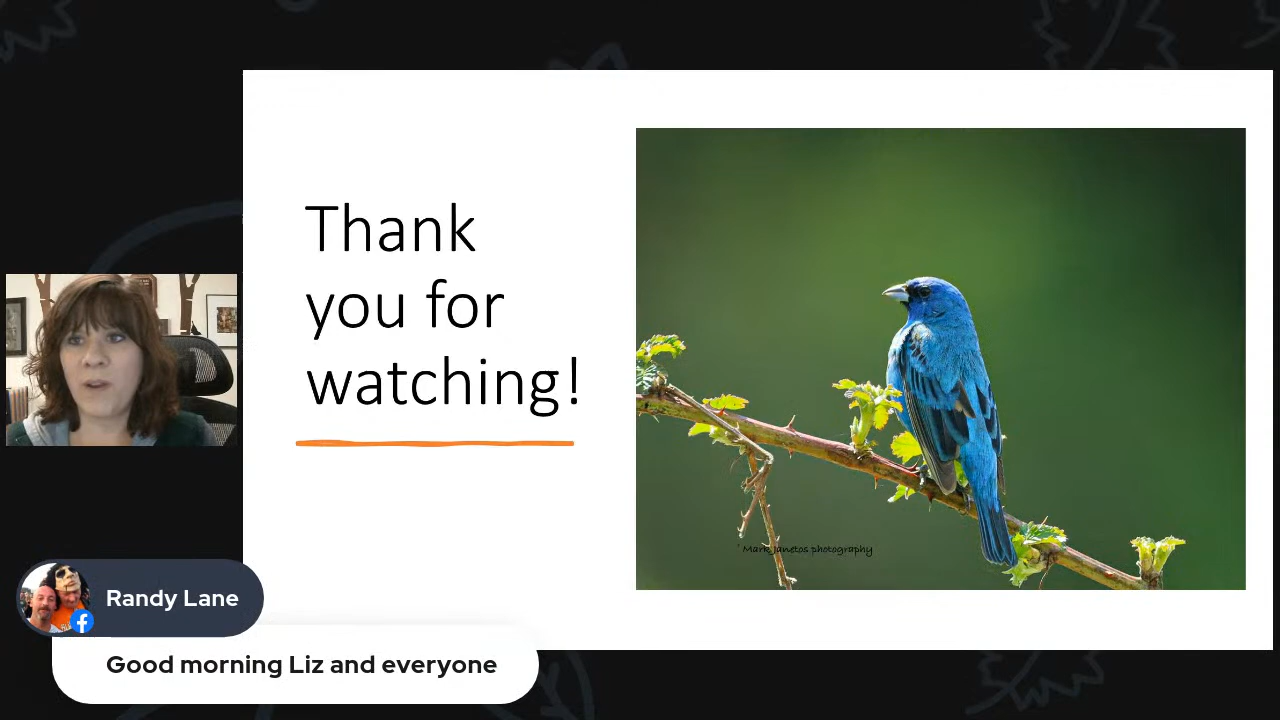 Thank
you for
watching!
Mark Janetos photography
Randy Lane
Good morning Liz and everyone